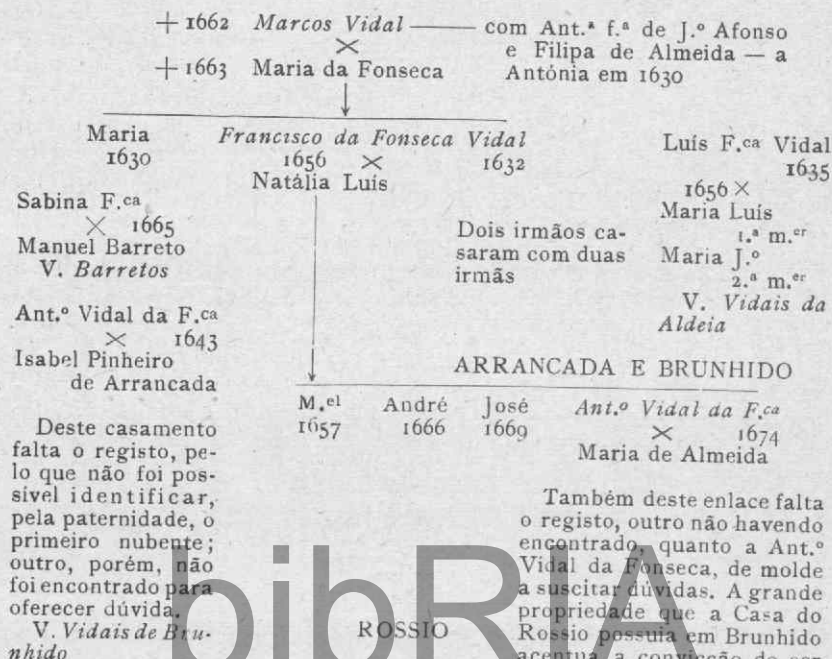 + 1662 Marcos Vidal —— com Ant.ª f.ª de J.º Afonso
× e Filipa de Almeida — a
+ 1663 Maria da Fonseca Antónia em 1630
Maria
1630
Francisco da Fonseca Vidal
1656 × 1632
Natália Luís
Luís F.ca Vidal
1635
1656 ×
Maria Luís
1.ª m.er
Maria J.º
2.ª m.er
V. Vidais da
Aldeia
Sabina F.ca
× 1665
Manuel Barreto
V. Barretos
Dois irmãos ca-
saram com duas
irmãs
Ant.º Vidal da F.ca
× 1643
Isabel Pinheiro
de Arrancada
Deste casamento
falta o registo, pe-
lo que não foi pos-
sível identificar,
pela paternidade, o
primeiro nubente;
outro, porém, não
foi encontrado para
oferecer dúvida.
V. Vidais de Bru-
nhido
ARRANCADA E BRUNHIDO
M.el André José Ant.º Vidal da F.ca
1657 1666 1669 × 1674
Maria de Almeida
Também deste enlace falta
o registo, outro não havendo
encontrado, quanto a Ant.º
Vidal da Fonseca, de molde
a suscitar dúvidas. A grande
propriedade que a Casa do
Rossio possuia em Brunhido
acentua a convicção de
ROSSIO
bibRIA